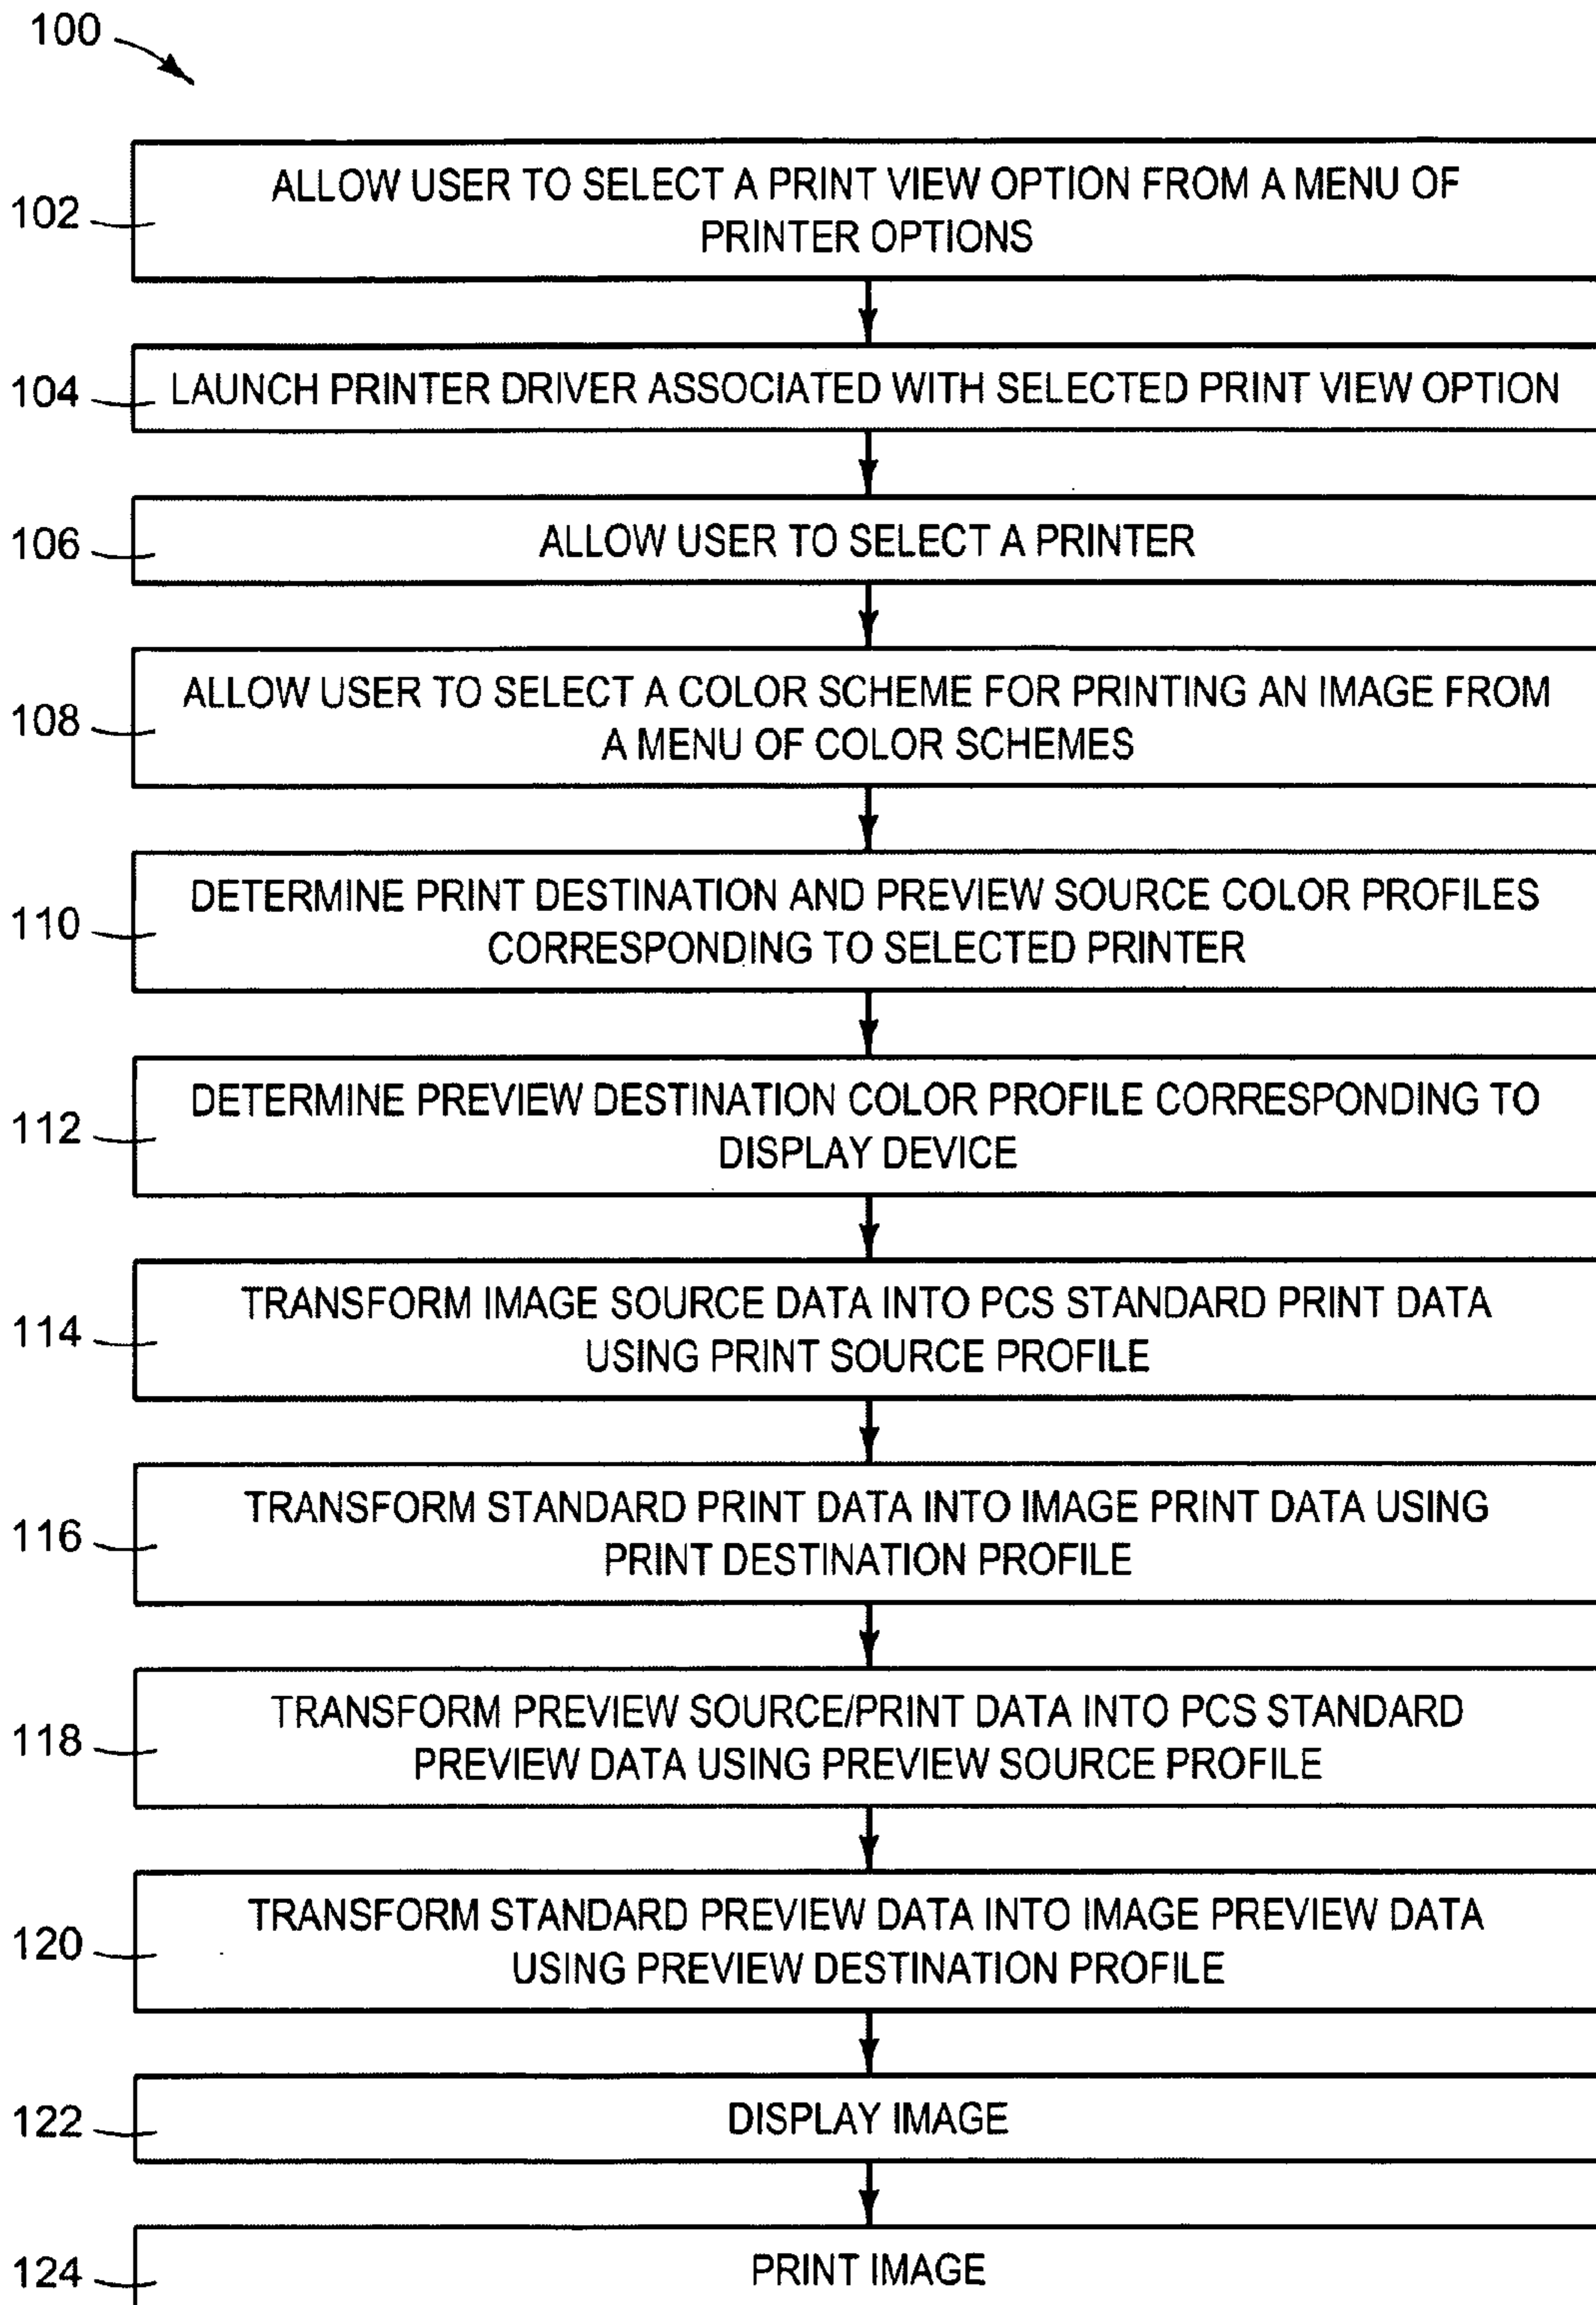 100
102
ALLOW USER TO SELECT A PRINT VIEW OPTION FROM A MENU OF
PRINTER OPTIONS
104
LAUNCH PRINTER DRIVER ASSOCIATED WITH SELECTED PRINT VIEW OPTION
106
ALLOW USER TO SELECT A PRINTER
108
ALLOW USER TO SELECT A COLOR SCHEME FOR PRINTING AN IMAGE FROM
A MENU OF COLOR SCHEMES
110
DETERMINE PRINT DESTINATION AND PREVIEW SOURCE COLOR PROFILES
CORRESPONDING TO SELECTED PRINTER
112
DETERMINE PREVIEW DESTINATION COLOR PROFILE CORRESPONDING TO
DISPLAY DEVICE
114
TRANSFORM IMAGE SOURCE DATA INTO PCS STANDARD PRINT DATA
USING PRINT SOURCE PROFILE
116
TRANSFORM STANDARD PRINT DATA INTO IMAGE PRINT DATA USING
PRINT DESTINATION PROFILE
118
TRANSFORM PREVIEW SOURCE/PRINT DATA INTO PCS STANDARD
PREVIEW DATA USING PREVIEW SOURCE PROFILE
120
TRANSFORM STANDARD PREVIEW DATA INTO IMAGE PREVIEW DATA
USING PREVIEW DESTINATION PROFILE
122
DISPLAY IMAGE
124
PRINT IMAGE